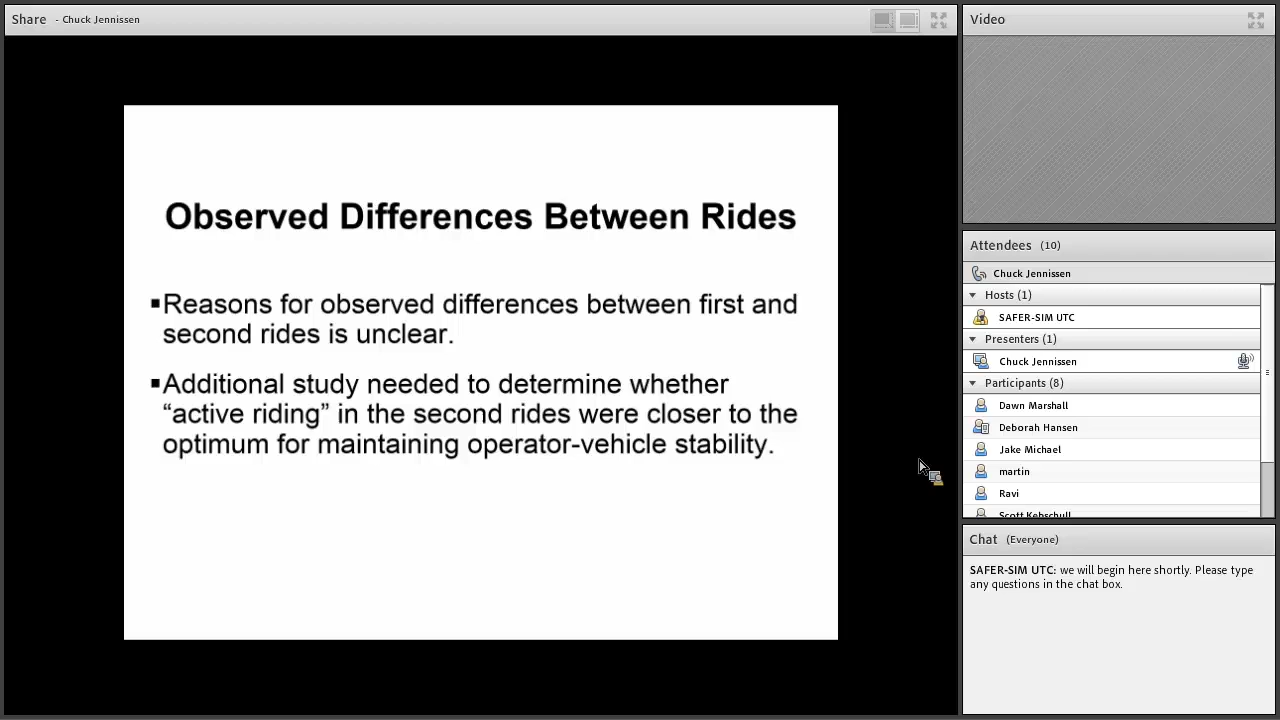 Share - Chuck Jennissen
Observed Differences Between Rides
▪Reasons for observed differences between first and
second rides is unclear.
▪Additional study needed to determine whether
“active riding” in the second rides were closer to the
optimum for maintaining operator-vehicle stability.
Video
Attendees (10)
Chuck Jennissen
Hosts (1)
SAFER-SIM UTC
Presenters (1)
Chuck Jennissen
Participants (8)
Dawn Marshall
Deborah Hansen
Jake Michael
martin
Ravi
Scott Kebschull
Chat (Everyone)
SAFER-SIM UTC: we will begin here shortly. Please type
any questions in the chat box.